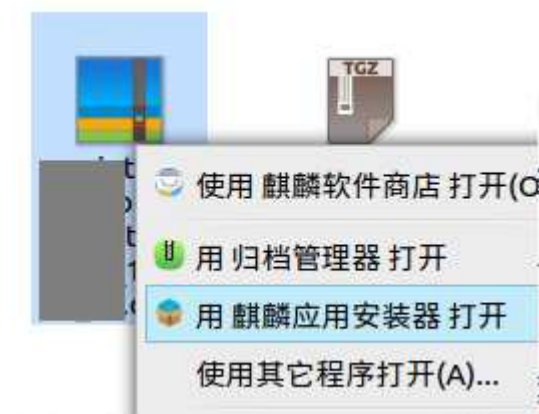 TGZ
使用 麒麟软件商店 打开(O
用 归档管理器 打开
用 麒麟应用安装器 打开
使用其它程序打开(A)...